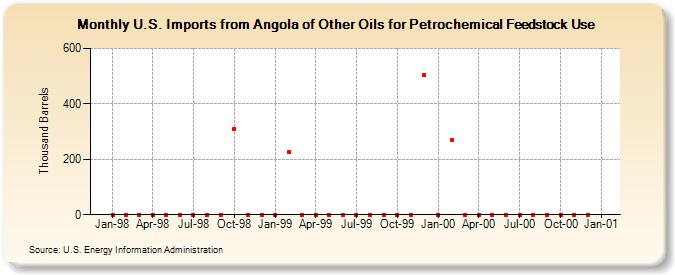 Monthly U.S. Imports from Angola of Other Oils for Petrochemical Feedstock Use
Thousand Barrels
600
400
200
0
Jan-98 Apr-98 Jul-98 Oct-98 Jan-99 Apr-99 Jul-99 Oct-99 Jan-00 Apr-00 Jul-00 Oct-00 Jan-01
Source: U.S. Energy Information Administration